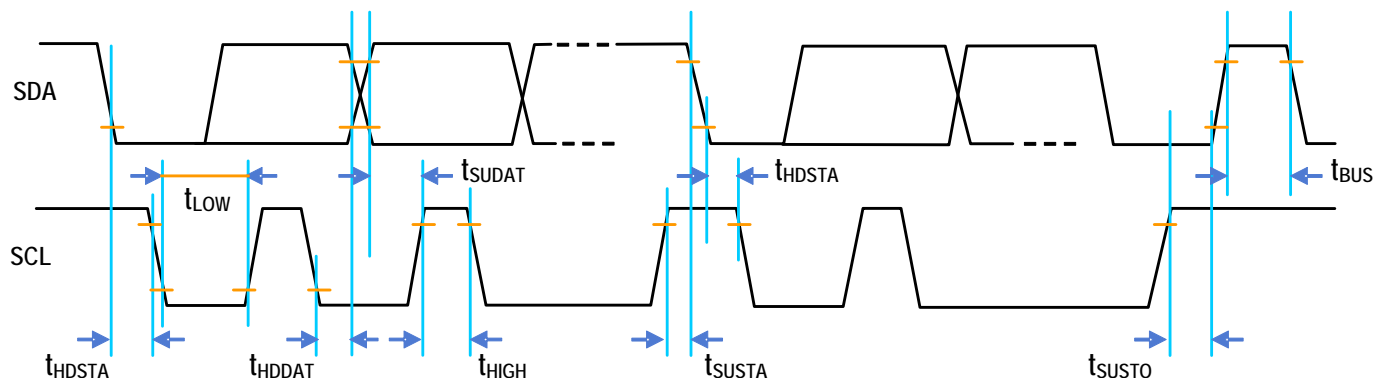 SDA
tSUDAT
tHDSTA
tBUS
tLOW
SCL
tHDSTA
tHDDAT
tHIGH
tSUSTA
tSUSTO